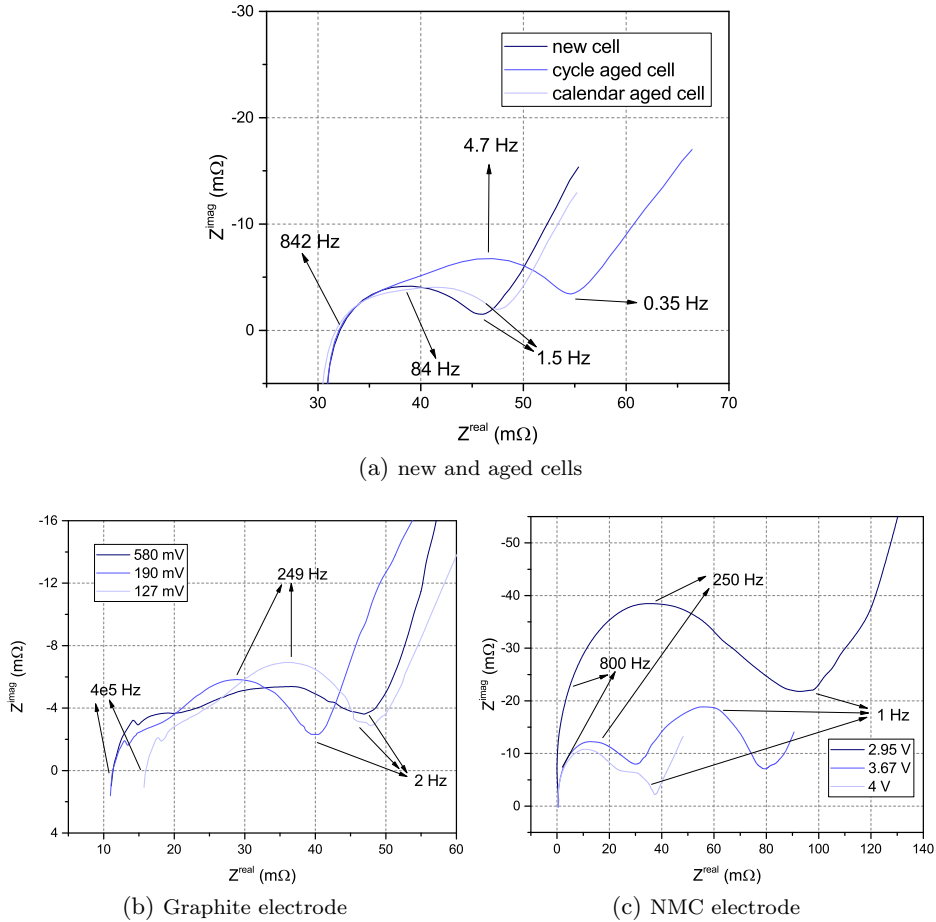 -30
-20
-10
0
Z^imag (mΩ)
30
40
50
60
70
Z^real (mΩ)
new cell
cycle aged cell
calendar aged cell
4.7 Hz
842 Hz
0.35 Hz
1.5 Hz
84 Hz
(a) new and aged cells
-16
-12
-8
-4
0
4
Z^imag (mΩ)
10
20
30
40
50
60
Z^real (mΩ)
580 mV
190 mV
127 mV
249 Hz
4e5 Hz
2 Hz
(b) Graphite electrode
-50
-40
-30
-20
-10
0
Z^imag (mΩ)
0
20
40
60
80
100
120
140
Z^real (mΩ)
250 Hz
800 Hz
1 Hz
2.95 V
3.67 V
4 V
(c) NMC electrode